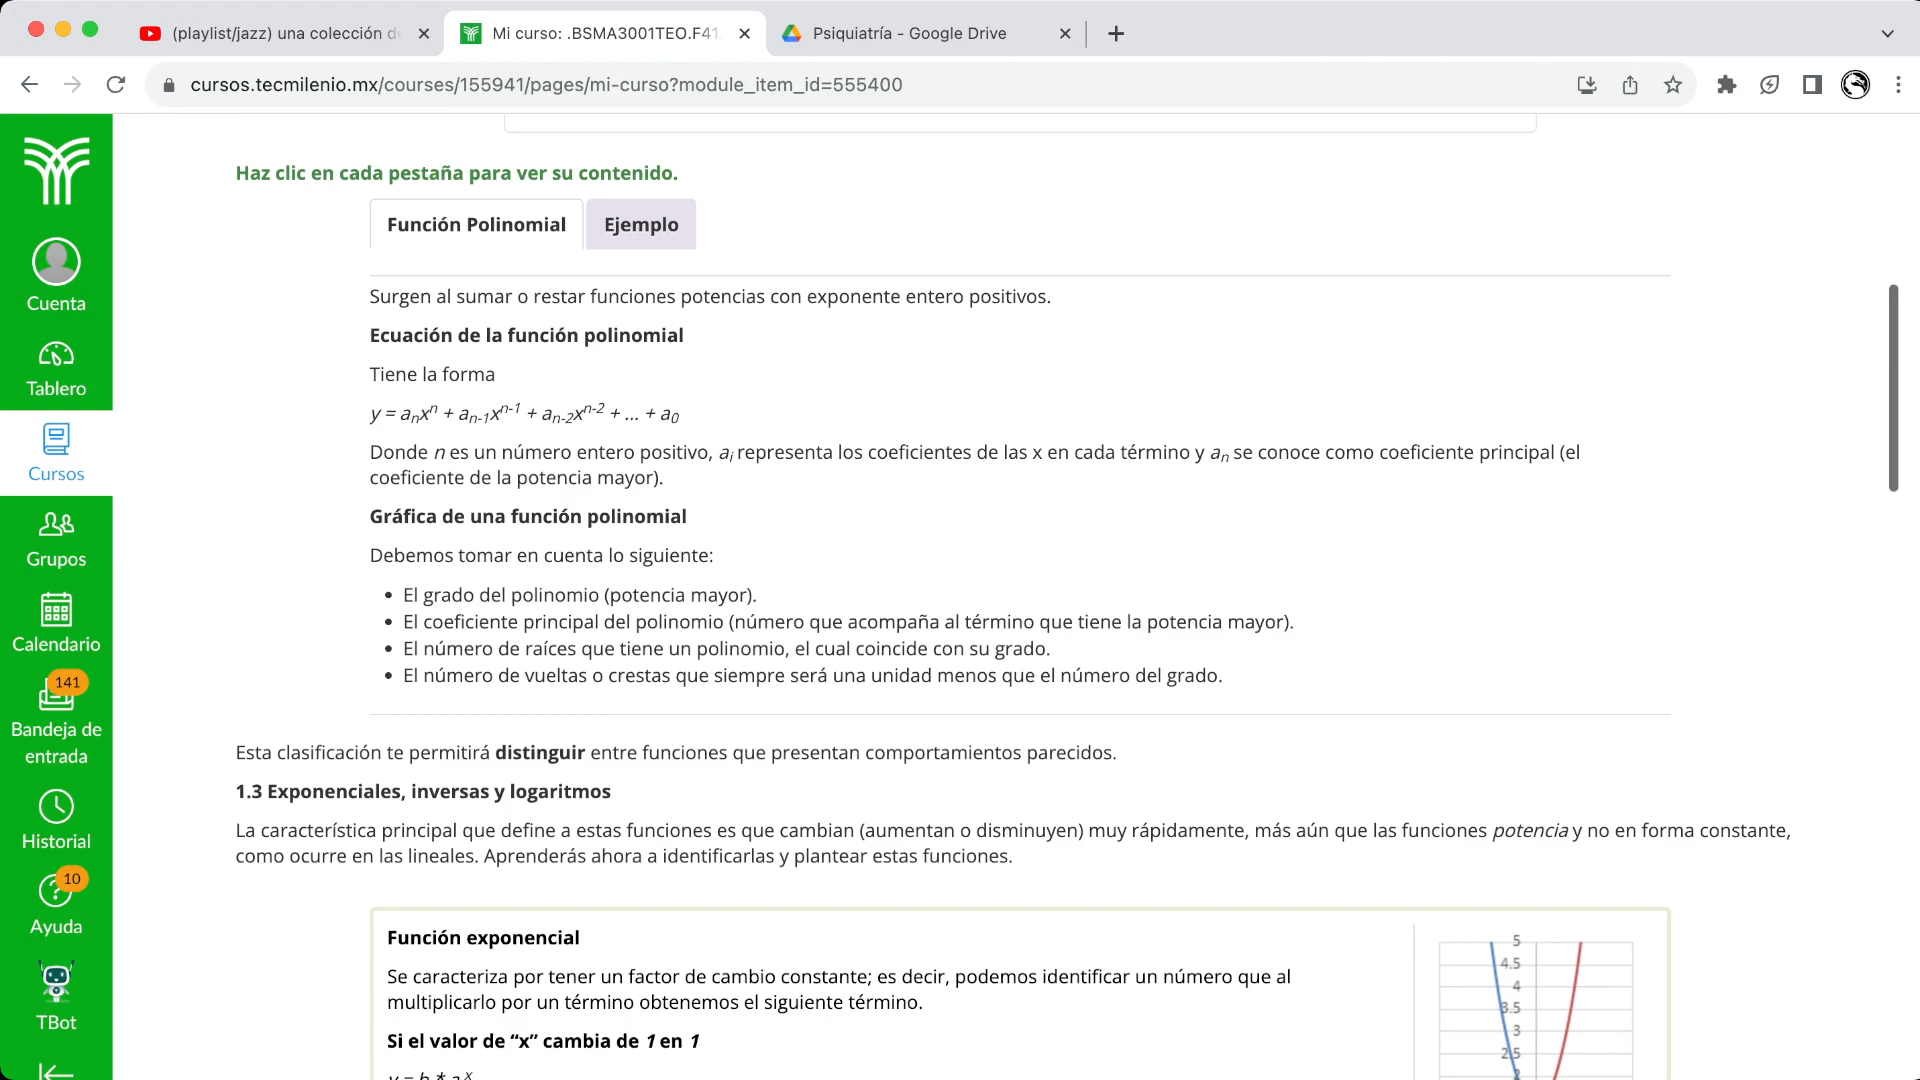 (playlist/jazz) una colección de
Mi curso: .BSMA3001TEO.F41
Psiquiatría - Google Drive
cursos.tecmilenio.mx/courses/155941/pages/mi-curso?module_item_id=555400
Cuenta
Tablero
Cursos
Grupos
Calendario
141
Bandeja de
entrada
Historial
10
Ayuda
TBot
Haz clic en cada pestaña para ver su contenido.
Función Polinomial
Ejemplo
Surgen al sumar o restar funciones potencias con exponente entero positivos.
Ecuación de la función polinomial
Tiene la forma
y = aₙxⁿ + aₙ₋₁xⁿ⁻¹ + aₙ₋₂xⁿ⁻² + ... + a₀
Donde n es un número entero positivo, aᵢ representa los coeficientes de las x en cada término y aₙ se conoce como coeficiente principal (el
coeficiente de la potencia mayor).
Gráfica de una función polinomial
Debemos tomar en cuenta lo siguiente:
• El grado del polinomio (potencia mayor).
• El coeficiente principal del polinomio (número que acompaña al término que tiene la potencia mayor).
• El número de raíces que tiene un polinomio, el cual coincide con su grado.
• El número de vueltas o crestas que siempre será una unidad menos que el número del grado.
Esta clasificación te permitirá distinguir entre funciones que presentan comportamientos parecidos.
1.3 Exponenciales, inversas y logaritmos
La característica principal que define a estas funciones es que cambian (aumentan o disminuyen) muy rápidamente, más aún que las funciones potencia y no en forma constante,
como ocurre en las lineales. Aprenderás ahora a identificarlas y plantear estas funciones.
Función exponencial
Se caracteriza por tener un factor de cambio constante; es decir, podemos identificar un número que al
multiplicarlo por un término obtenemos el siguiente término.
Si el valor de “x” cambia de 1 en 1
y = b * aˣ
5
4.5
4
3.5
3
2.5
2